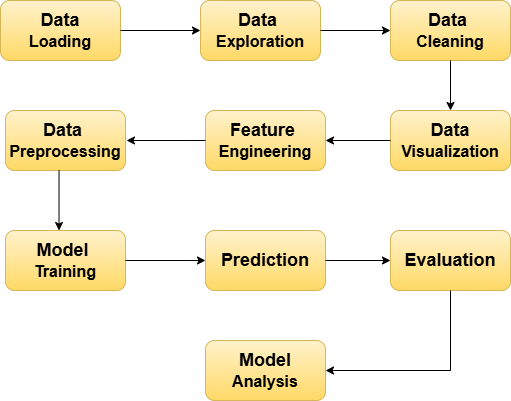 Data
Loading
Data
Exploration
Data
Cleaning
Data
Preprocessing
Feature
Engineering
Data
Visualization
Model
Training
Prediction
Evaluation
Model
Analysis